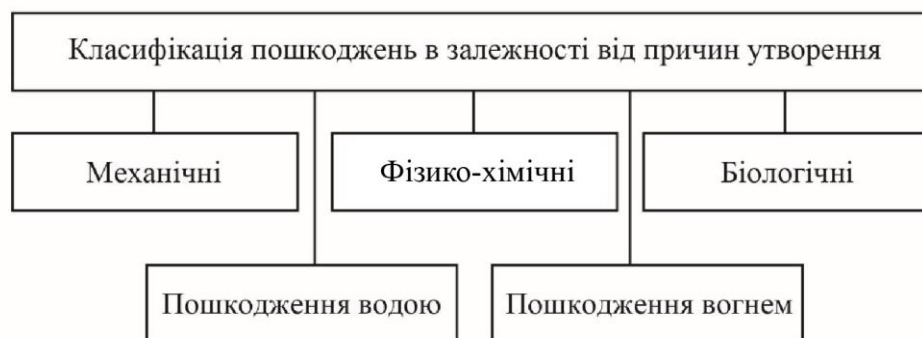 Класифікація пошкоджень в залежності від причин утворення
Механічні
Фізико-хімічні
Біологічні
Пошкодження водою
Пошкодження вогнем